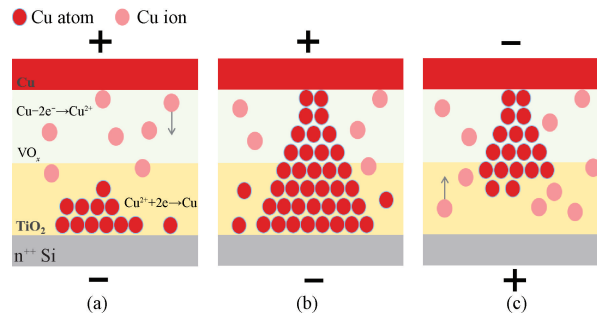 Cu atom Cu ion
+ + −
Cu
Cu−2e⁻→Cu²⁺
VOₓ
Cu²⁺+2e→Cu
TiO₂
n⁺⁺ Si
− − +
(a) (b) (c)